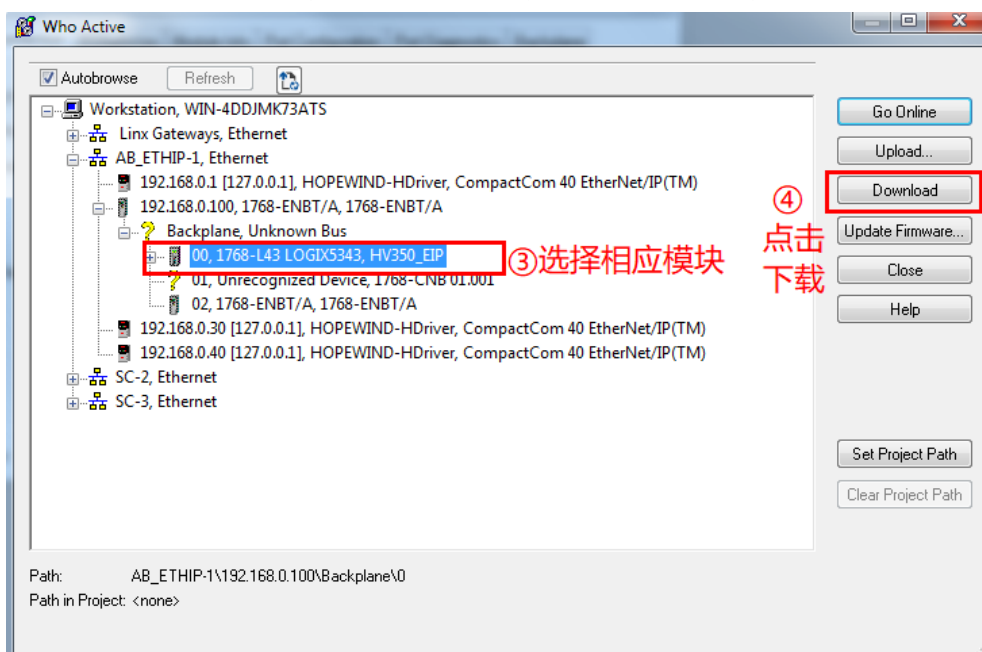 Who Active
Autobrowse
Refresh
Workstation, WIN-4DDJMK73ATS
Linx Gateways, Ethernet
AB_ETHIP-1, Ethernet
192.168.0.1 [127.0.0.1], HOPEWIND-HDriver, CompactCom 40 EtherNet/IP(TM)
192.168.0.100, 1768-ENBT/A, 1768-ENBT/A
Backplane, Unknown Bus
00, 1768-L43 LOGIX5343, HV350_EIP
01, Unrecognized Device, 1768-CNB 01.001
02, 1768-ENBT/A, 1768-ENBT/A
192.168.0.30 [127.0.0.1], HOPEWIND-HDriver, CompactCom 40 EtherNet/IP(TM)
192.168.0.40 [127.0.0.1], HOPEWIND-HDriver, CompactCom 40 EtherNet/IP(TM)
SC-2, Ethernet
SC-3, Ethernet
③选择相应模块
④
点击
下载
Go Online
Upload...
Download
Update Firmware...
Close
Help
Set Project Path
Clear Project Path
Path: AB_ETHIP-1\192.168.0.100\Backplane\0
Path in Project: <none>